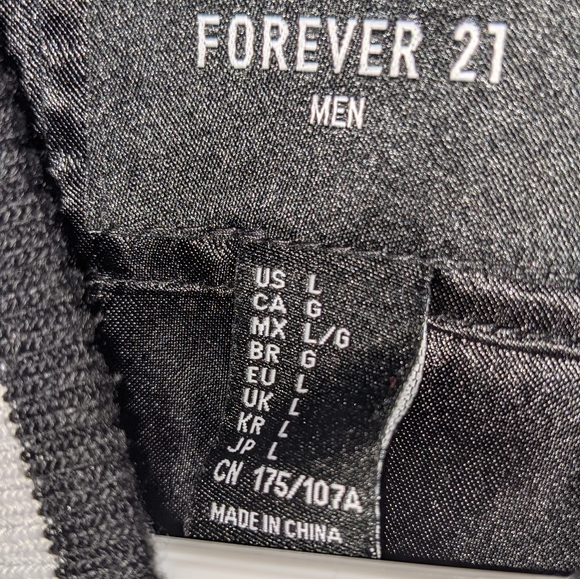 FOREVER 21
MEN
US L
CA G
MX L/G
BR G
EU L
UK L
KR L
JP L
CN 175/107A
MADE IN CHINA